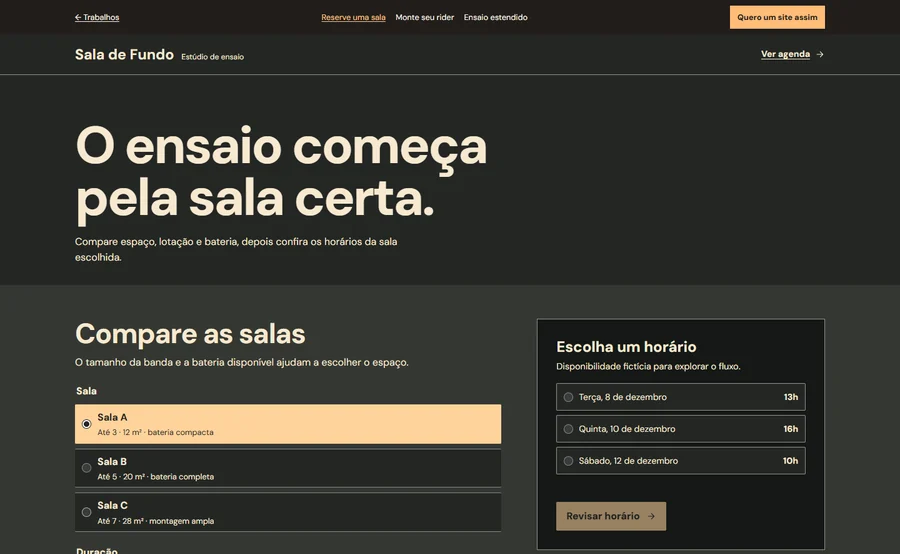 ← Trabalhos
Reserve uma sala
Monte seu rider
Ensaio estendido
Quero um site assim
Sala de Fundo
Estúdio de ensaio
Ver agenda →
O ensaio começa
pela sala certa.
Compare espaço, lotação e bateria, depois confira os horários da sala
escolhida.
Compare as salas
O tamanho da banda e a bateria disponível ajudam a escolher o espaço.
Sala
Sala A
Até 3 · 12 m² · bateria compacta
Sala B
Até 5 · 20 m² · bateria completa
Sala C
Até 7 · 28 m² · montagem ampla
Duração
Escolha um horário
Disponibilidade fictícia para explorar o fluxo.
Terça, 8 de dezembro 13h
Quinta, 10 de dezembro 16h
Sábado, 12 de dezembro 10h
Revisar horário →